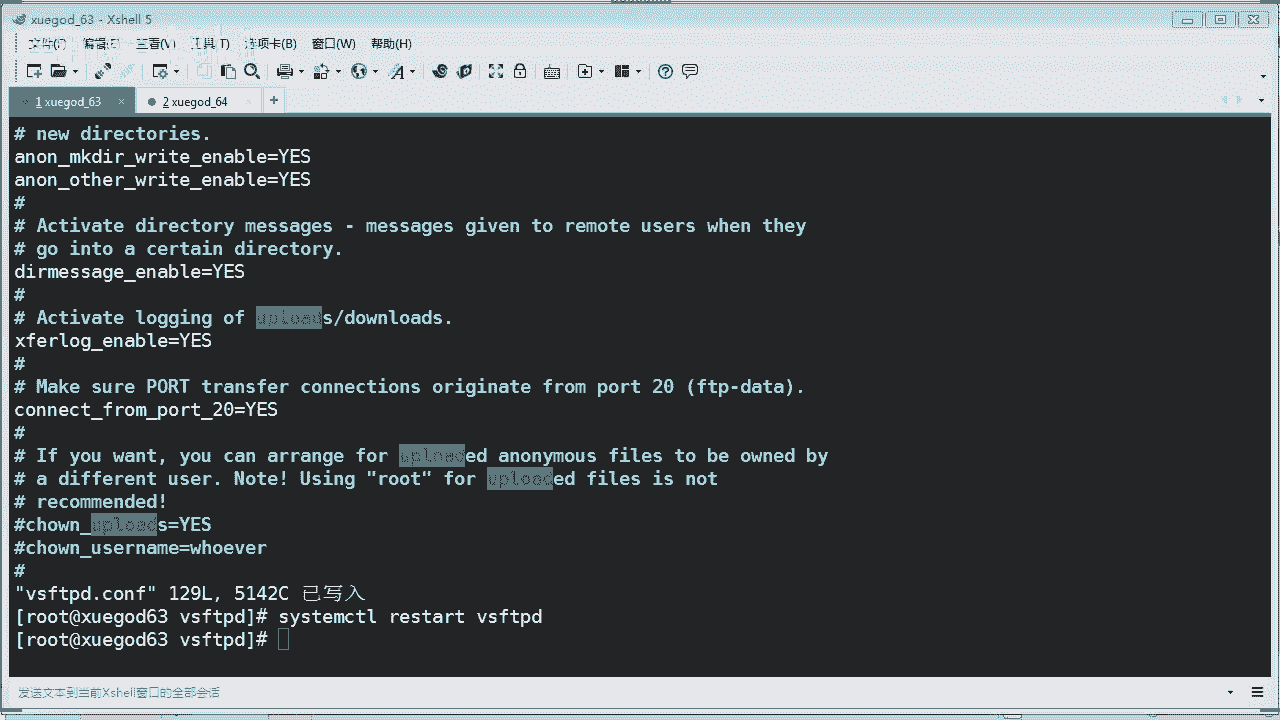 xuegod_63 - Xshell 5
文件(F) 编辑(E) 查看(V) 工具(T) 选项卡(B) 窗口(W) 帮助(H)
1 xuegod_63 × 2 xuegod_64 +
# new directories.
anon_mkdir_write_enable=YES
anon_other_write_enable=YES
#
# Activate directory messages - messages given to remote users when they
# go into a certain directory.
dirmessage_enable=YES
#
# Activate logging of uploads/downloads.
xferlog_enable=YES
#
# Make sure PORT transfer connections originate from port 20 (ftp-data).
connect_from_port_20=YES
#
# If you want, you can arrange for uploaded anonymous files to be owned by
# a different user. Note! Using "root" for uploaded files is not
# recommended!
#chown_uploads=YES
#chown_username=whoever
#
"vsftpd.conf" 129L, 5142C 已写入
[root@xuegod63 vsftpd]# systemctl restart vsftpd
[root@xuegod63 vsftpd]#
发送文本到当前Xshell窗口的全部会话